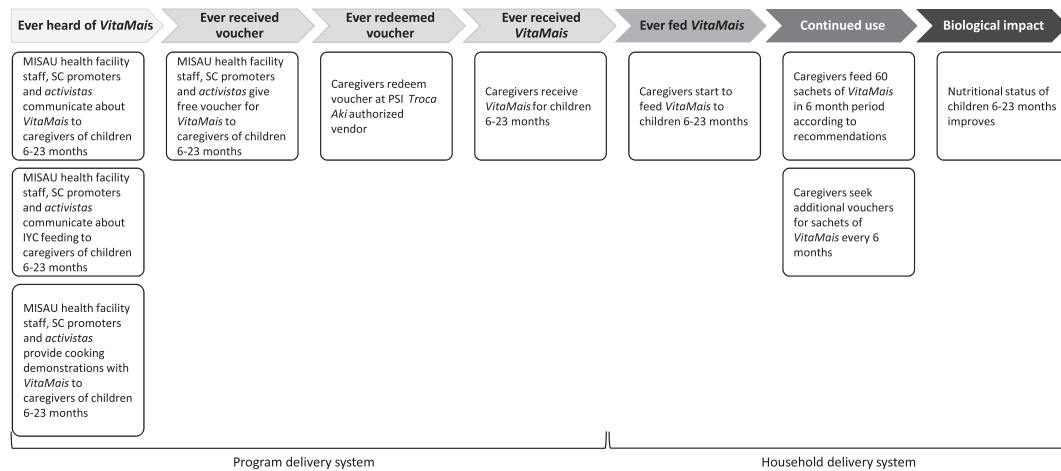 Ever heard of VitaMais
Ever received
voucher
Ever redeemed
voucher
Ever received
VitaMais
Ever fed VitaMais
Continued use
Biological impact
MISAU health facility
staff, SC promoters
and activistas
communicate about
VitaMais to
caregivers of children
6-23 months
MISAU health facility
staff, SC promoters
and activistas
communicate about
IYC feeding to
caregivers of children
6-23 months
MISAU health facility
staff, SC promoters
and activistas
provide cooking
demonstrations with
VitaMais to
caregivers of children
6-23 months
MISAU health facility
staff, SC promoters
and activistas give
free voucher for
VitaMais to
caregivers of children
6-23 months
Caregivers redeem
voucher at PSI Troca
Aki authorized
vendor
Caregivers receive
VitaMais for children
6-23 months
Caregivers start to
feed VitaMais to
children 6-23 months
Caregivers feed 60
sachets of VitaMais
in 6 month period
according to
recommendations
Caregivers seek
additional vouchers
for sachets of
VitaMais every 6
months
Nutritional status of
children 6-23 months
improves
Program delivery system
Household delivery system